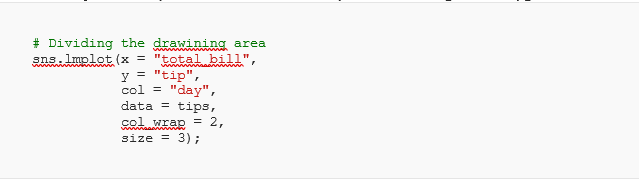 # Dividing the drawining area
sns.lmplot(x = "total_bill",
y = "tip",
col = "day",
data = tips,
col_wrap = 2,
size = 3);